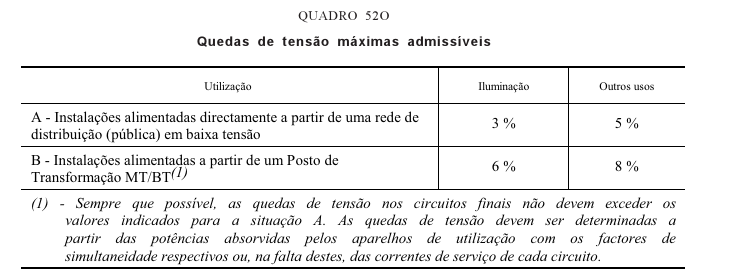 QUADRO 52O
Quedas de tensão máximas admissíveis
Utilização Iluminação Outros usos
A - Instalações alimentadas directamente a partir de uma rede de
distribuição (pública) em baixa tensão
3 % 5 %
B - Instalações alimentadas a partir de um Posto de
Transformação MT/BT(1)
6 % 8 %
(1) - Sempre que possível, as quedas de tensão nos circuitos finais não devem exceder os
valores indicados para a situação A. As quedas de tensão devem ser determinadas a
partir das potências absorvidas pelos aparelhos de utilização com os factores de
simultaneidade respectivos ou, na falta destes, das correntes de serviço de cada circuito.